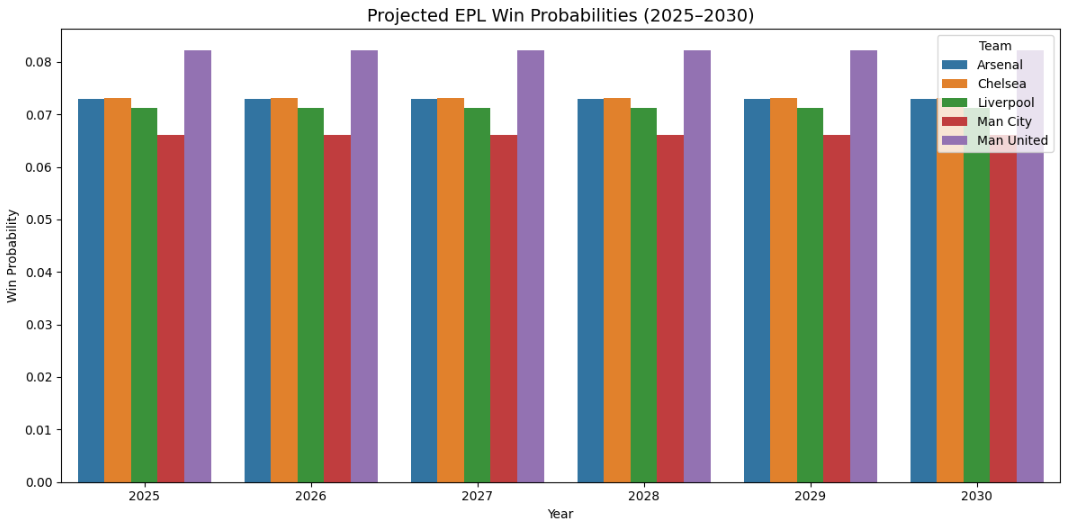 Projected EPL Win Probabilities (2025–2030)
Team
Arsenal
Chelsea
Liverpool
Man City
Man United
Win Probability
0.08
0.07
0.06
0.05
0.04
0.03
0.02
0.01
0.00
2025 2026 2027 2028 2029 2030
Year